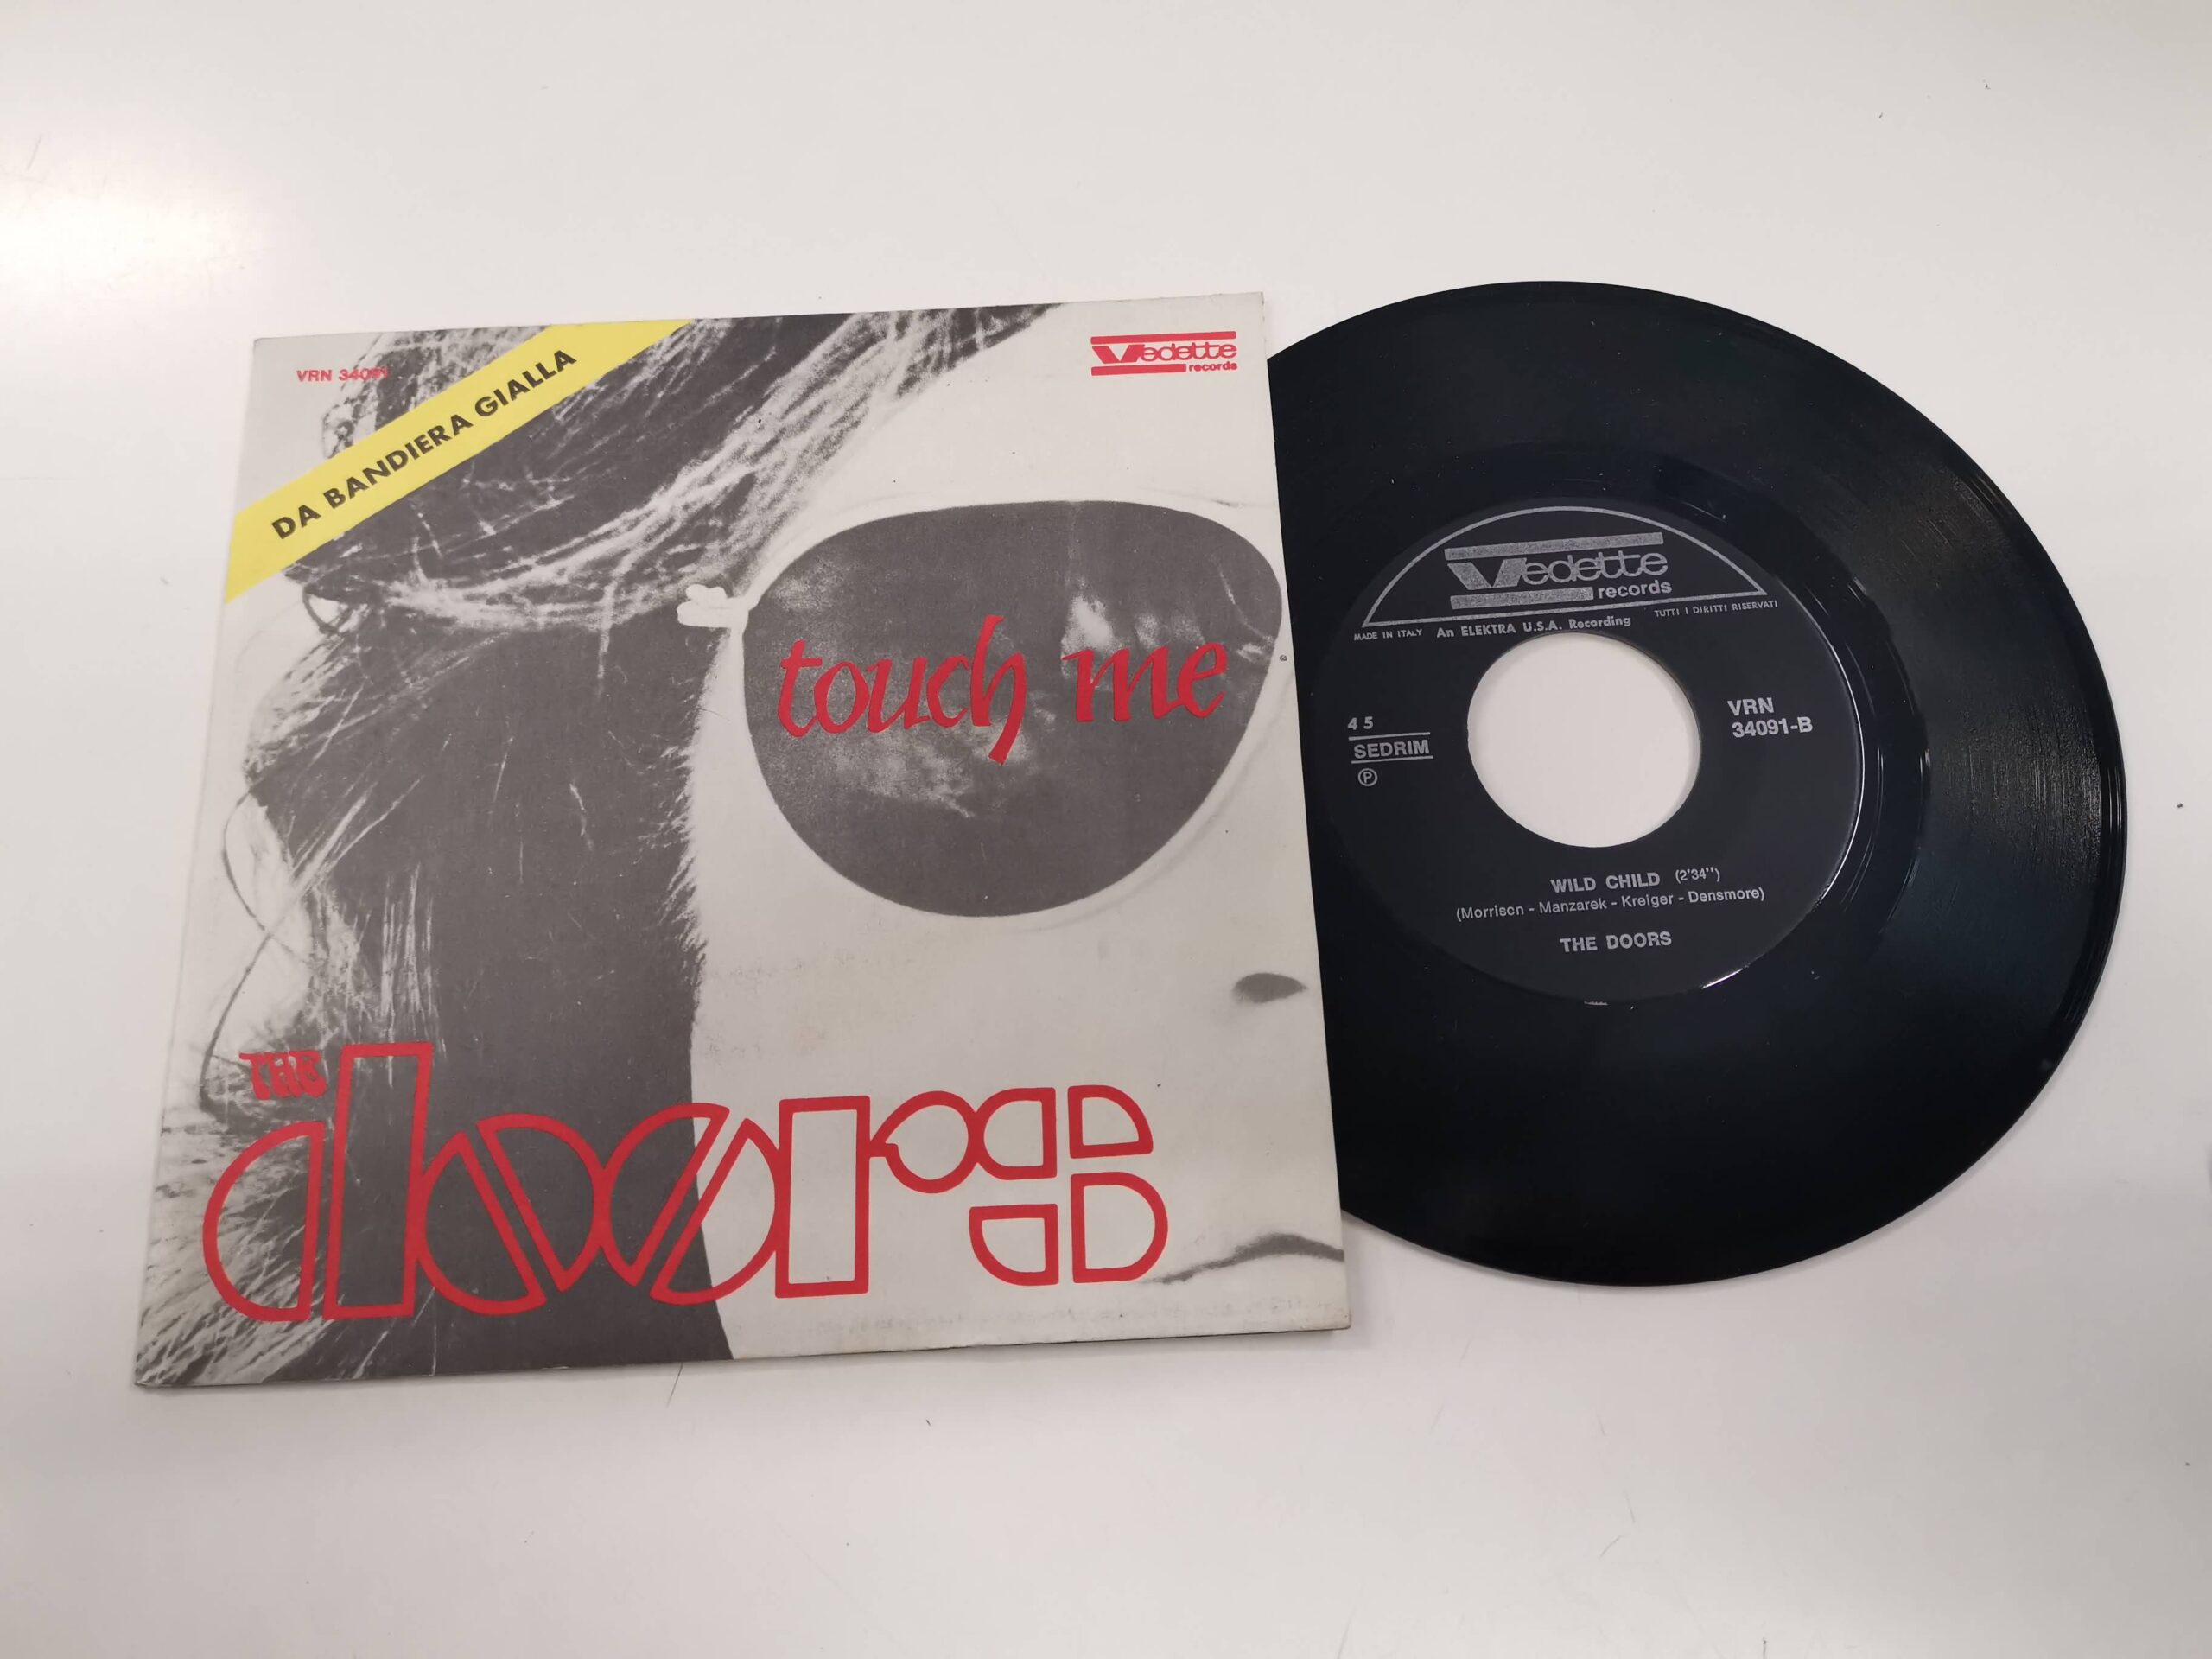 VRN 34091
DA BANDIERA GIALLA
Vedette
records
touch me
THE
doors
Vedette
records
MADE IN ITALY An ELEKTRA U.S.A. Recording TUTTI I DIRITTI RISERVATI
45
SEDRIM
Ⓟ
VRN
34091-B
WILD CHILD (2'34'')
(Morrison - Manzarek - Kreiger - Densmore)
THE DOORS